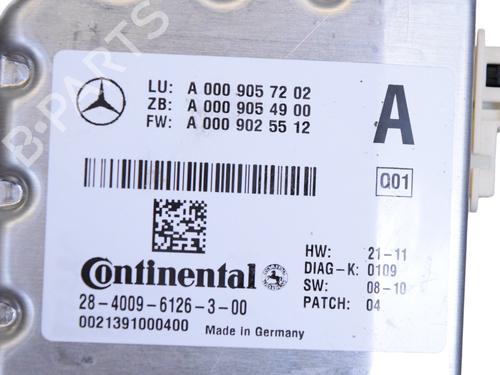 B-PARTS
LU: A 000 905 72 02
ZB: A 000 905 49 00
FW: A 000 902 55 12
A
Q01
Continental
28-4009-6126-3-00
0021391000400 Made in Germany
HW: 21-11
DIAG-K: 0109
SW: 08-10
PATCH: 04